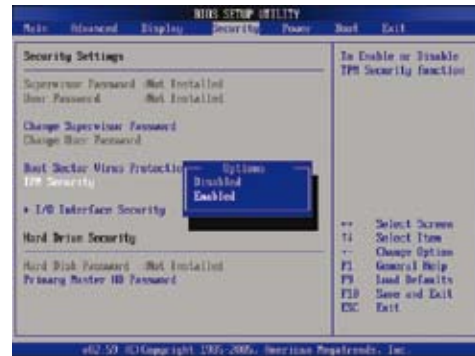 BIOS SETUP UTILITY
Main Advanced Display Security Power Boot Exit
Security Settings
Supervisor Password :Not Installed
User Password :Not Installed
Change Supervisor Password
Change User Password
Boot Sector Virus Protection
TPM Security
I/O Interface Security
Hard Drive Security
Hard Disk Password :Not Installed
Primary Master HD Password
Options
Disabled
Enabled
To Enable or Disable
TPM Security function
Select Screen
↑↓ Select Item
Change Option
F1 General Help
F9 Load Defaults
F10 Save and Exit
ESC Exit
v02.59 (C)Copyright 1985-2005, American Megatrends, Inc.